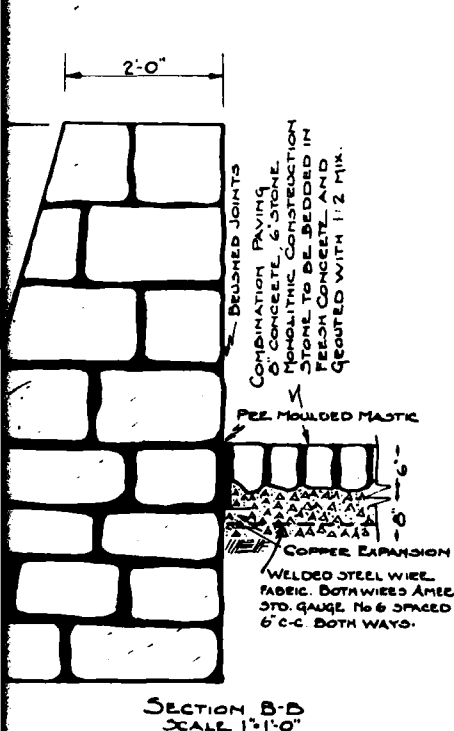 2'-0"
BRUSHED JOINTS
COMBINATION PAVING
8" CONCRETE, 6" STONE
MONOLITHIC CONSTRUCTION
STONE TO BE BEDDED IN
FRESH CONCRETE AND
GROUTED WITH 1:2 MIX.
PRE MOULDED MASTIC
6"
8"
COPPER EXPANSION
WELDED STEEL WIRE
FABRIC. BOTH WIRES AMER
STD. GAUGE No 6 SPACED
6" C-C. BOTH WAYS.
SECTION B-B
SCALE 1"=1'-0"